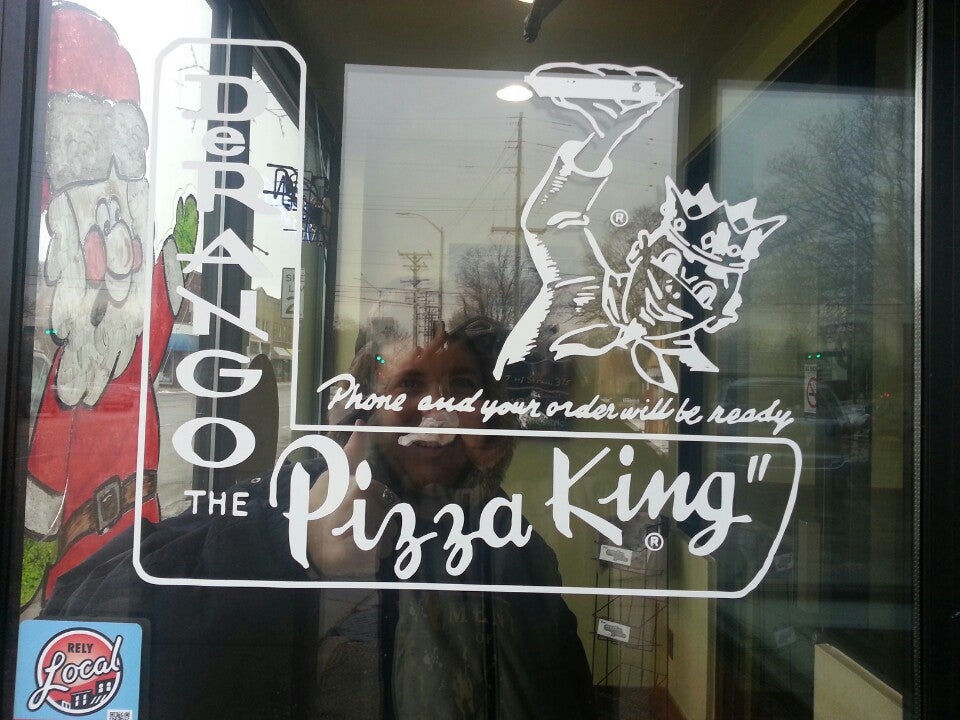 DeRANGO
®
Phone and your order will be ready
THE "Pizza King"
®
RELY
Local